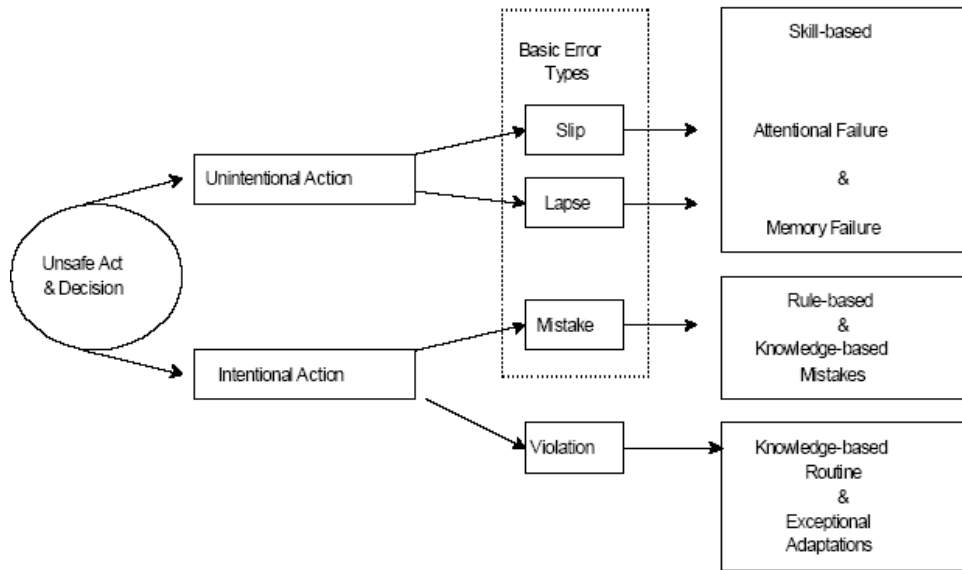 Basic Error
Types
Slip
Lapse
Mistake
Violation
Unintentional Action
Intentional Action
Unsafe Act
& Decision
Skill-based
Attentional Failure
&
Memory Failure
Rule-based
&
Knowledge-based
Mistakes
Knowledge-based
Routine
&
Exceptional
Adaptations